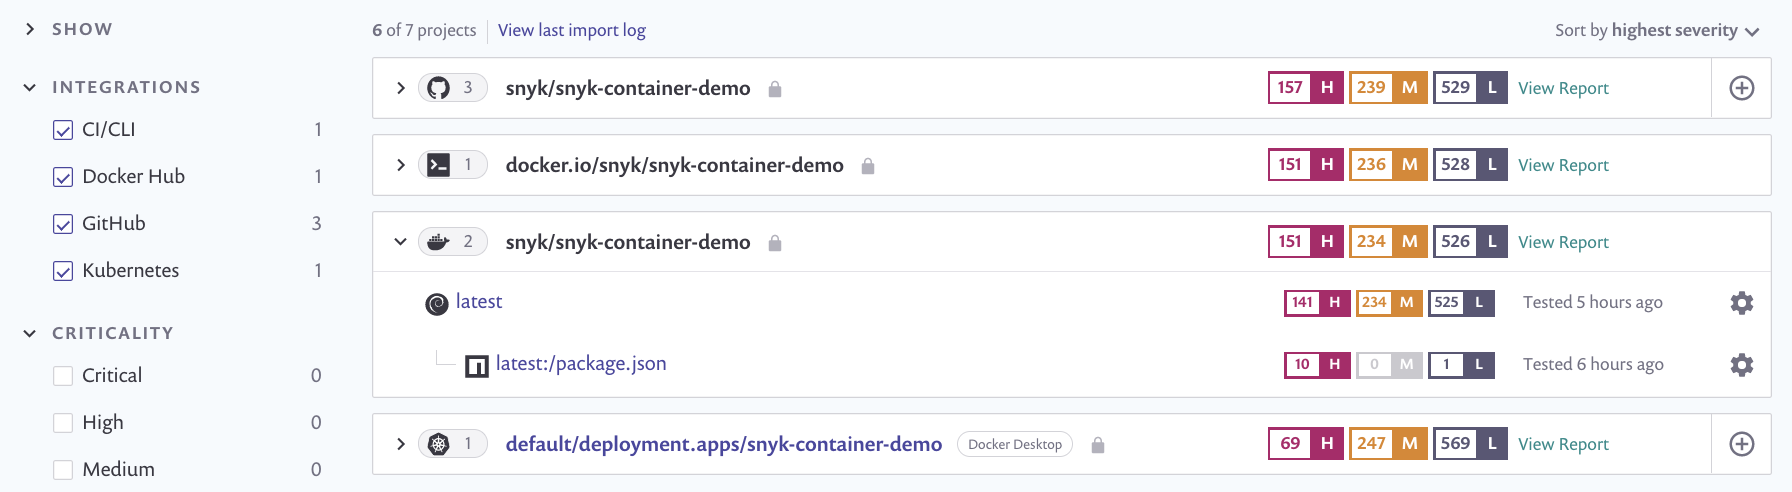 SHOW
INTEGRATIONS
CI/CLI 1
Docker Hub 1
GitHub 3
Kubernetes 1
CRITICALITY
Critical 0
High 0
Medium 0
6 of 7 projects View last import log Sort by highest severity
3 snyk/snyk-container-demo 157 H 239 M 529 L View Report
1 docker.io/snyk/snyk-container-demo 151 H 236 M 528 L View Report
2 snyk/snyk-container-demo 151 H 234 M 526 L View Report
latest 141 H 234 M 525 L Tested 5 hours ago
latest:/package.json 10 H 0 M 1 L Tested 6 hours ago
1 default/deployment.apps/snyk-container-demo Docker Desktop 69 H 247 M 569 L View Report